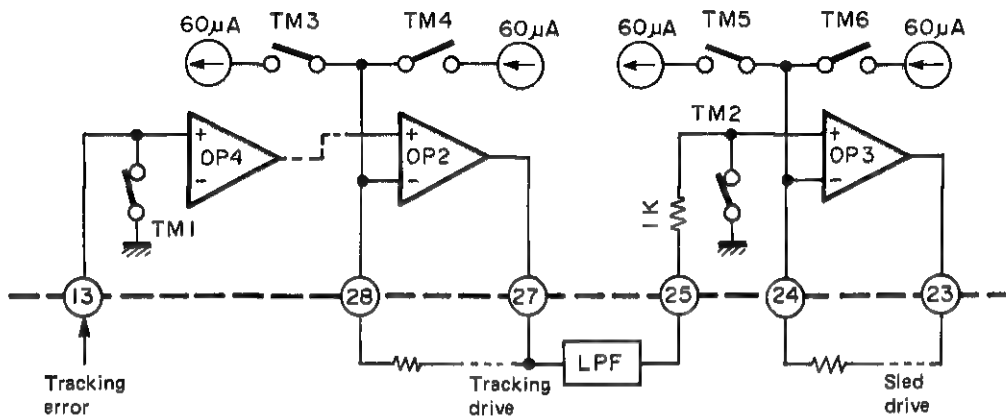 60μA TM3 TM4 60μA 60μA TM5 TM6 60μA
TM2
+ + +
OP4 OP2 OP3
- - -
TM1
1K
13 28 27 25 24 23
LPF
Tracking Tracking Sled
error drive drive